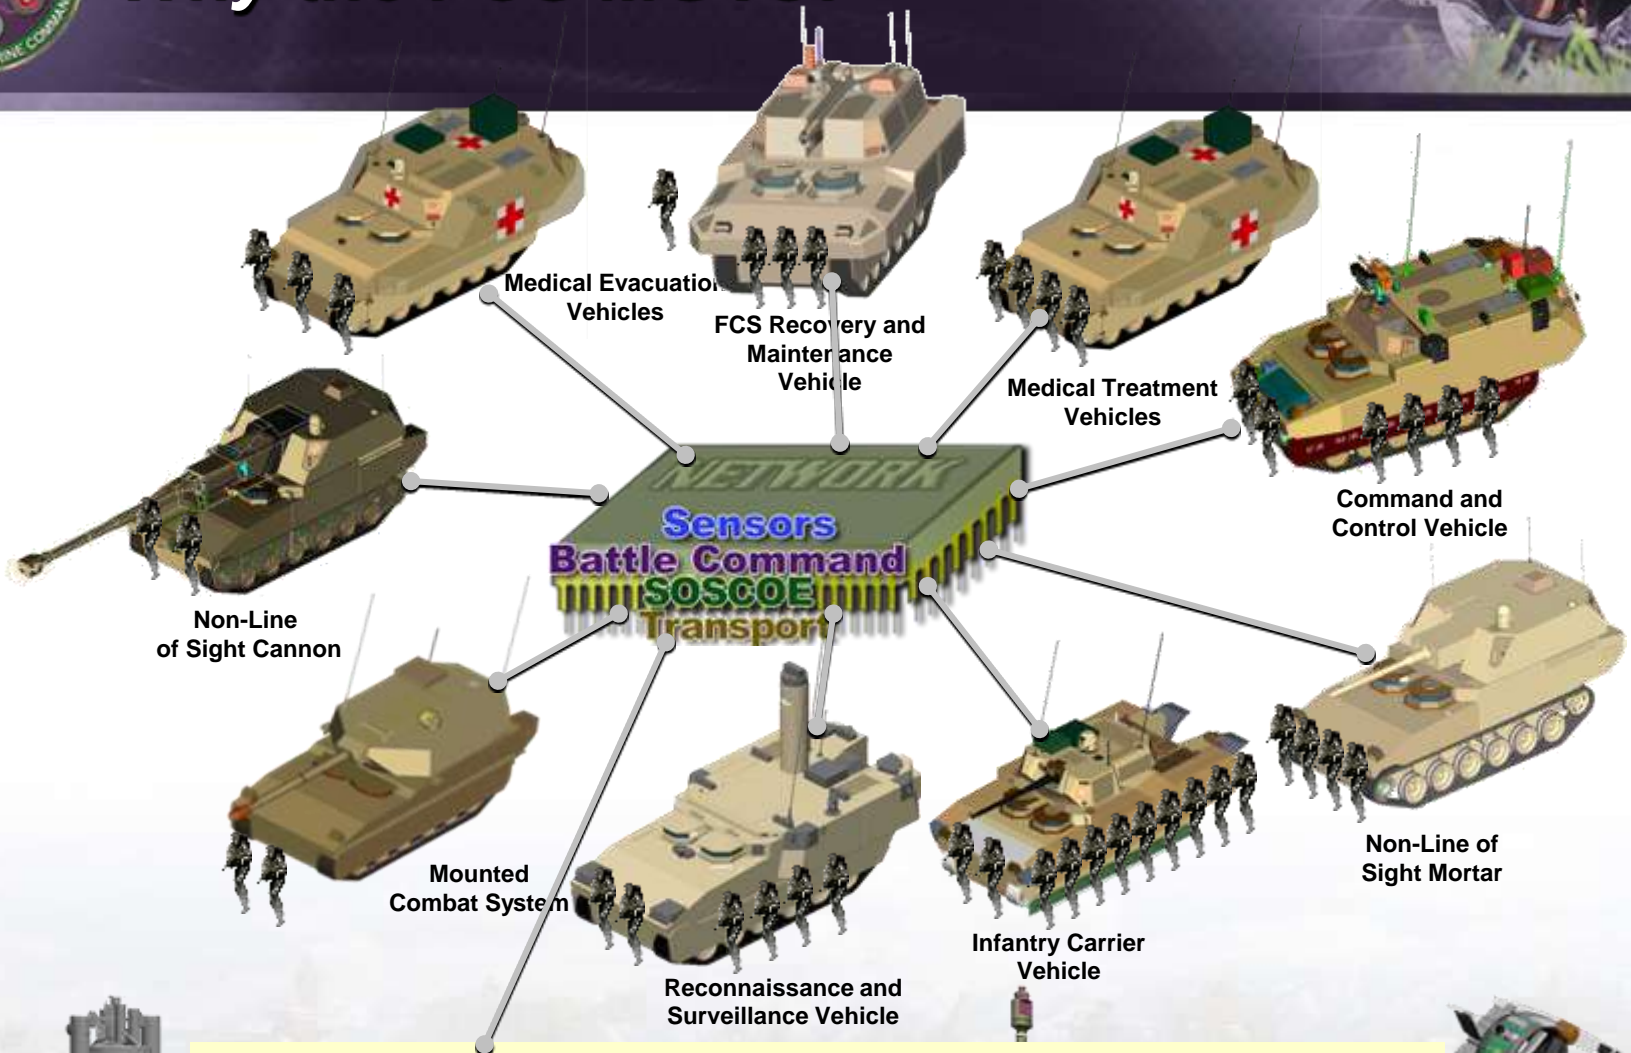 Medical Evacuation
Vehicles
FCS Recovery and
Maintenance
Vehicle
Medical Treatment
Vehicles
Command and
Control Vehicle
NETWORK
Sensors
Battle Command
SOSCOE
Transport
Non-Line
of Sight Cannon
Mounted
Combat System
Reconnaissance and
Surveillance Vehicle
Infantry Carrier
Vehicle
Non-Line of
Sight Mortar